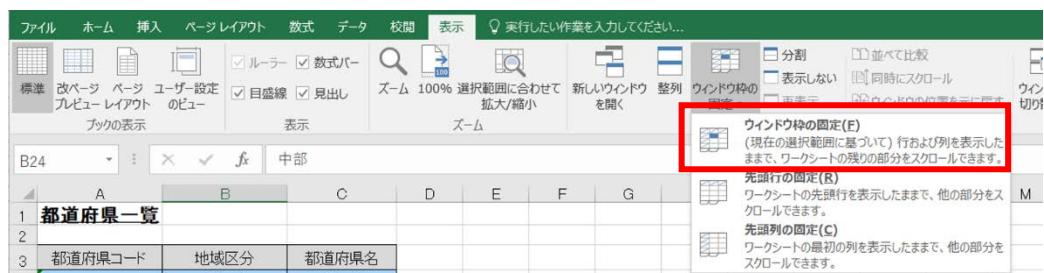 ファイル ホーム 挿入 ページ レイアウト 数式 データ 校閲 表示 実行したい作業を入力してください...
ルーラー 数式バー
目盛線 見出し
標準 改ページ プレビュー ページ レイアウト ユーザー設定 のビュー
ズーム 100% 選択範囲に合わせて 拡大/縮小
新しいウィンドウ を開く 整列 ウィンドウ枠の 固定
分割 並べて比較
表示しない 同時にスクロール
再表示 ウィンドウの位置を元に戻す
ブックの表示 表示 ズーム
B24 fx 中部
ウィンドウ枠の固定(F)
(現在の選択範囲に基づいて) 行および列を表示した
ままで、ワークシートの残りの部分をスクロールできます。
先頭行の固定(R)
ワークシートの先頭行を表示したままで、他の部分をス
クロールできます。
先頭列の固定(C)
ワークシートの最初の列を表示したままで、他の部分を
スクロールできます。
A B C D E F G M
1 都道府県一覧
2
3 都道府県コード 地域区分 都道府県名